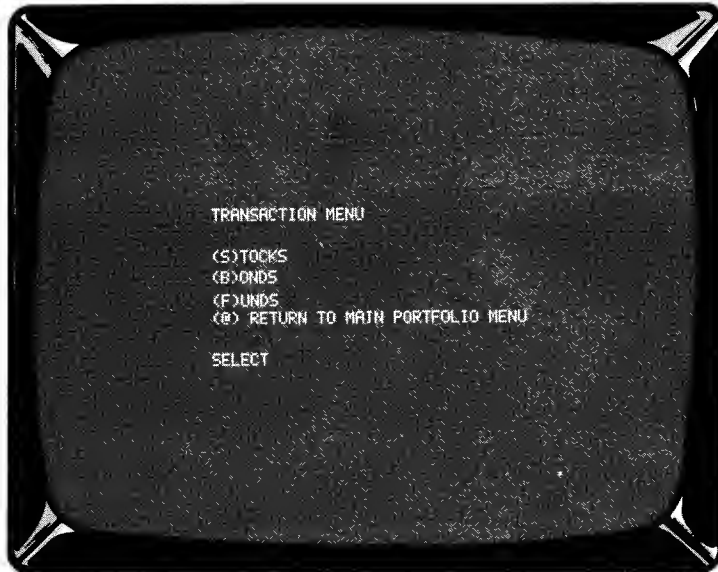 TRANSACTION MENU
(S)TOCKS
(B)ONDS
(F)UNDS
(@) RETURN TO MAIN PORTFOLIO MENU
SELECT